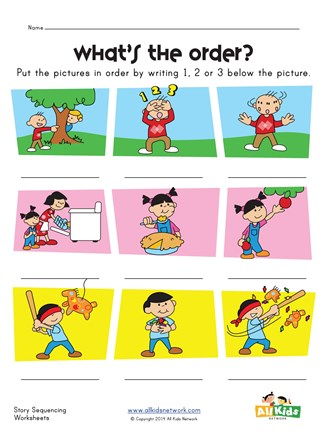 Name
What's the order?
Put the pictures in order by writing 1, 2 or 3 below the picture.
1 2 3
Story Sequencing
Worksheets
www.allkidsnetwork.com
© Copyright 2019 All Kids Network
All Kids
NETWORK